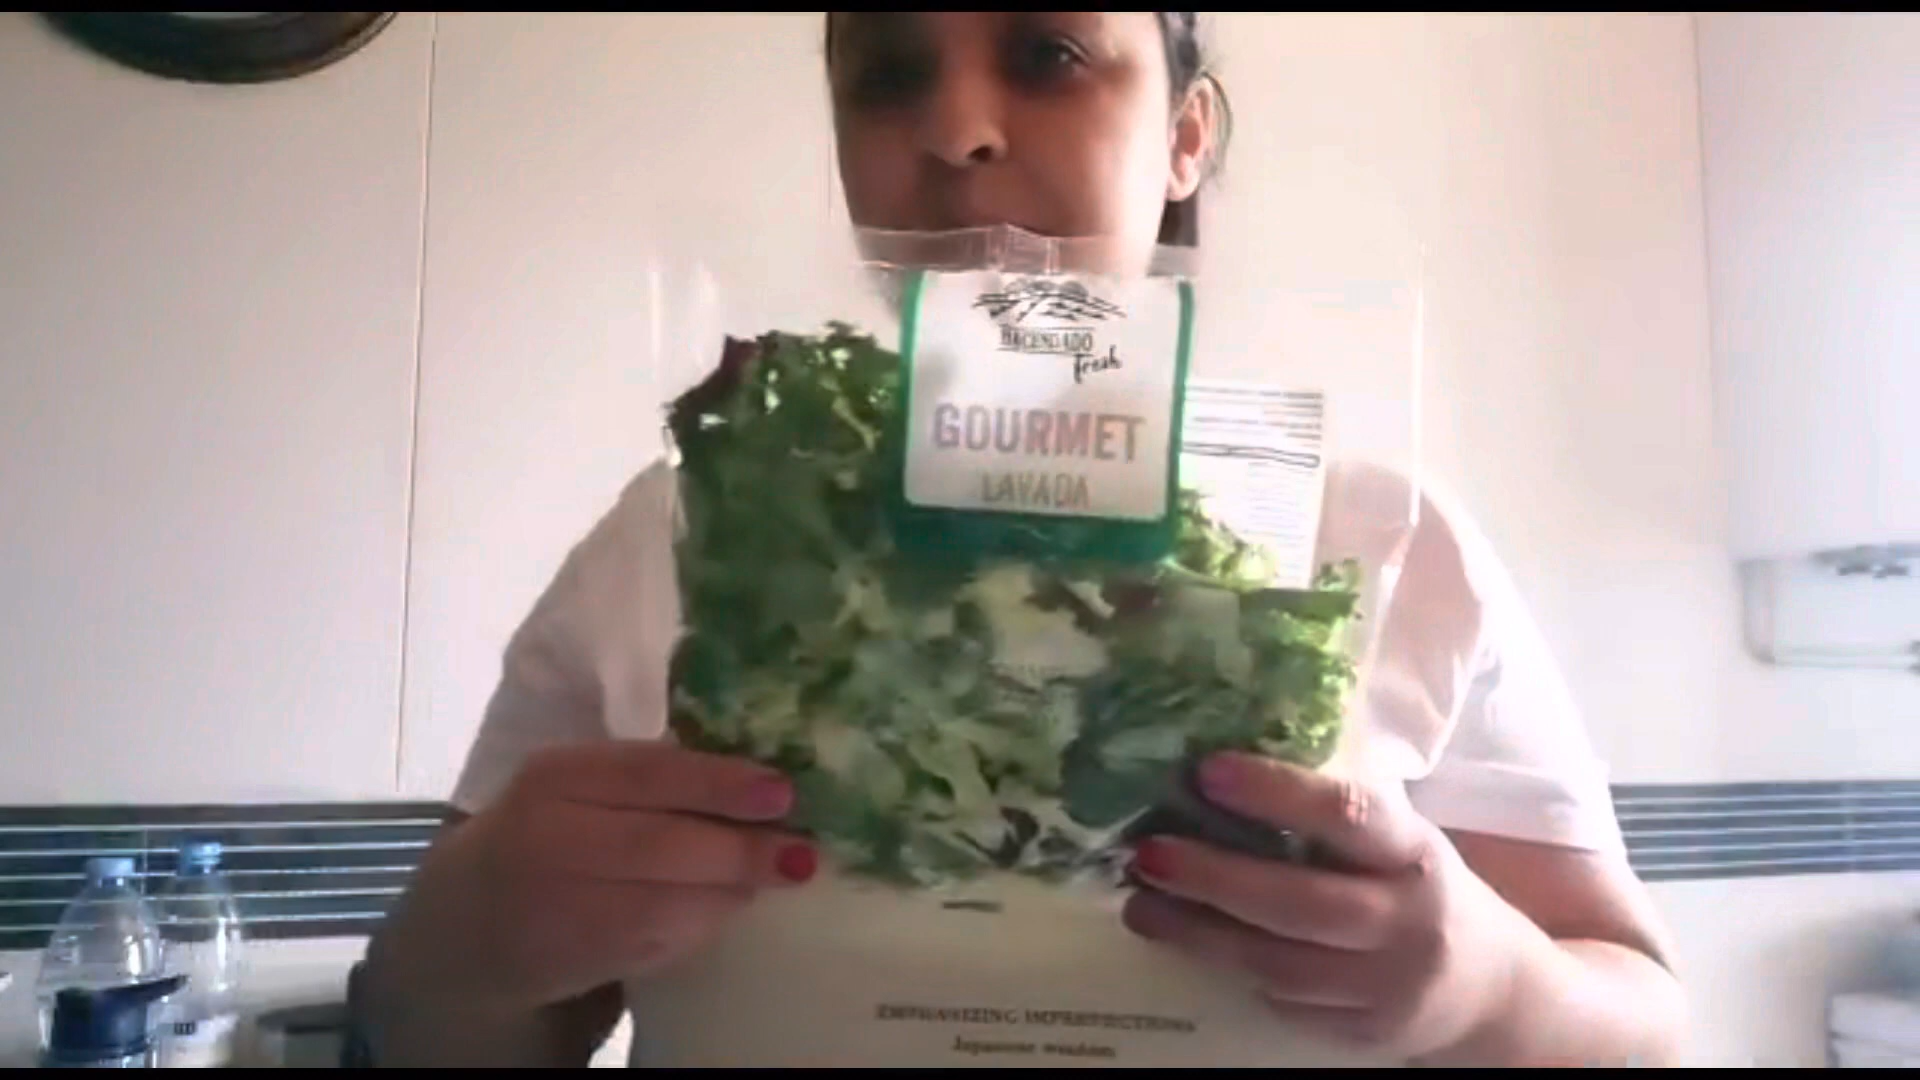 HACENDADO
Fresh
GOURMET
LAVADA
EMPHASIZING IMPERFECTIONS
Japanese wisdom